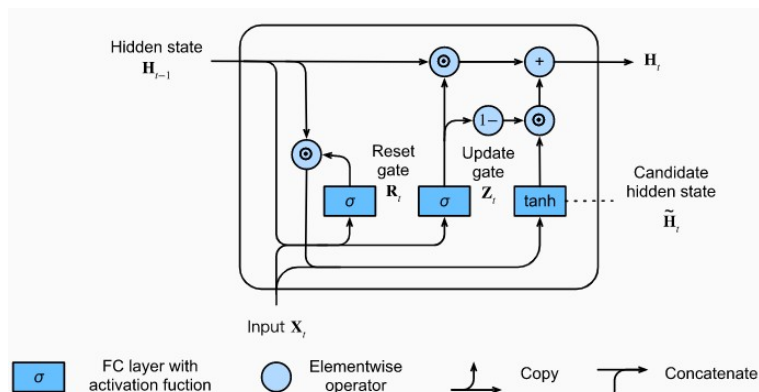 Hidden state
H_{t-1}
H_t
Reset
gate
R_t
Update
gate
Z_t
Candidate
hidden state
H̃_t
⊙
+
⊙
1−
⊙
σ
σ
tanh
Input X_t
σ
FC layer with
activation fuction
Elementwise
operator
Copy
Concatenate